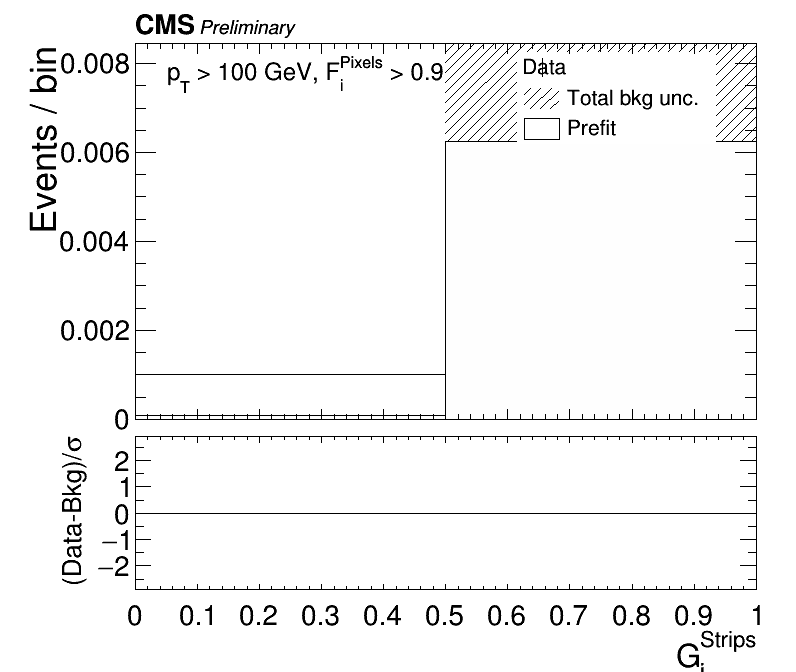 CMS Preliminary
Events / bin
0.008
0.006
0.004
0.002
0
p_T > 100 GeV, F_i^Pixels > 0.9
Data
Total bkg unc.
Prefit
(Data-Bkg)/σ
2
1
0
−1
−2
0 0.1 0.2 0.3 0.4 0.5 0.6 0.7 0.8 0.9 1
G_i^Strips